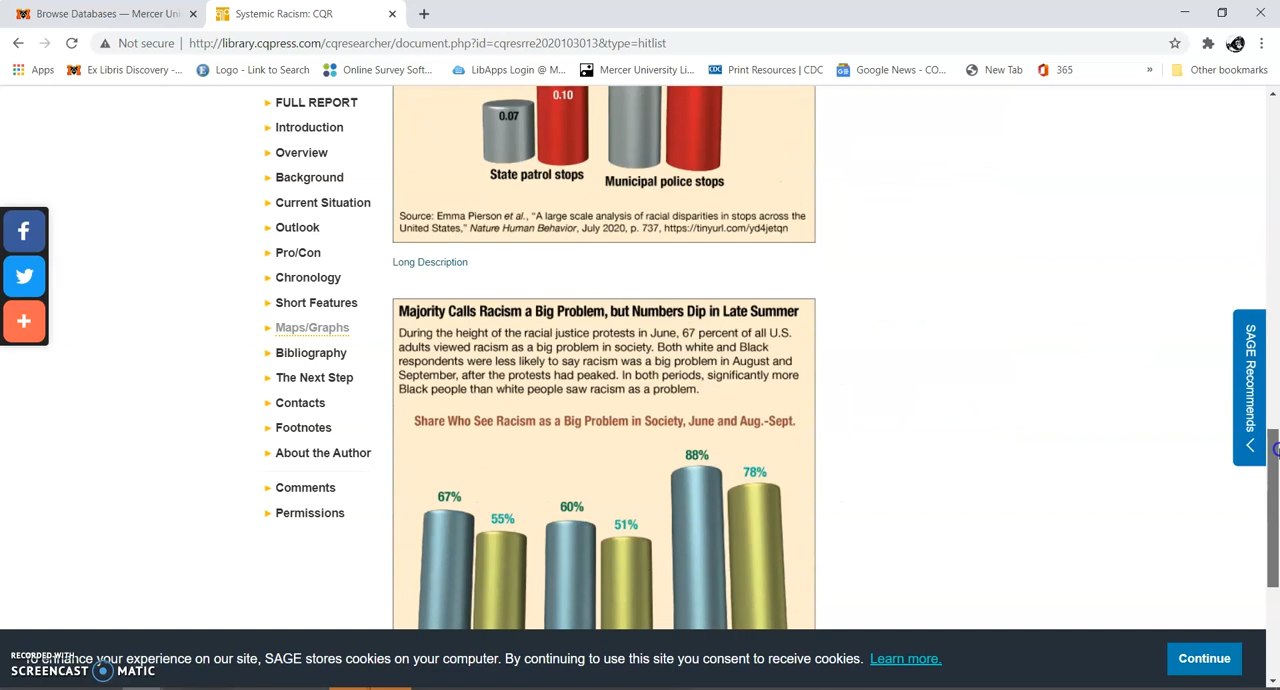 Browse Databases — Mercer Uni
Systemic Racism: CQR
Not secure
http://library.cqpress.com/cqresearcher/document.php?id=cqresrre2020103013&type=hitlist
Apps
Ex Libris Discovery -...
Logo - Link to Search
Online Survey Soft...
LibApps Login @ M...
Mercer University Li...
CDC
Print Resources | CDC
Google News - CO...
New Tab
365
»
Other bookmarks
FULL REPORT
Introduction
Overview
Background
Current Situation
Outlook
Pro/Con
Chronology
Short Features
Maps/Graphs
Bibliography
The Next Step
Contacts
Footnotes
About the Author
Comments
Permissions
0.07
0.10
State patrol stops
Municipal police stops
Source: Emma Pierson et al., “A large scale analysis of racial disparities in stops across the
United States,” Nature Human Behavior, July 2020, p. 737, https://tinyurl.com/yd4jetqn
Long Description
Majority Calls Racism a Big Problem, but Numbers Dip in Late Summer
During the height of the racial justice protests in June, 67 percent of all U.S.
adults viewed racism as a big problem in society. Both white and Black
respondents were less likely to say racism was a big problem in August and
September, after the protests had peaked. In both periods, significantly more
Black people than white people saw racism as a problem.
Share Who See Racism as a Big Problem in Society, June and Aug.-Sept.
67%
55%
60%
51%
88%
78%
SAGE Recommends
To enhance your experience on our site, SAGE stores cookies on your computer. By continuing to use this site you consent to receive cookies. Learn more.
Continue
RECORDED WITH
SCREENCAST MATIC